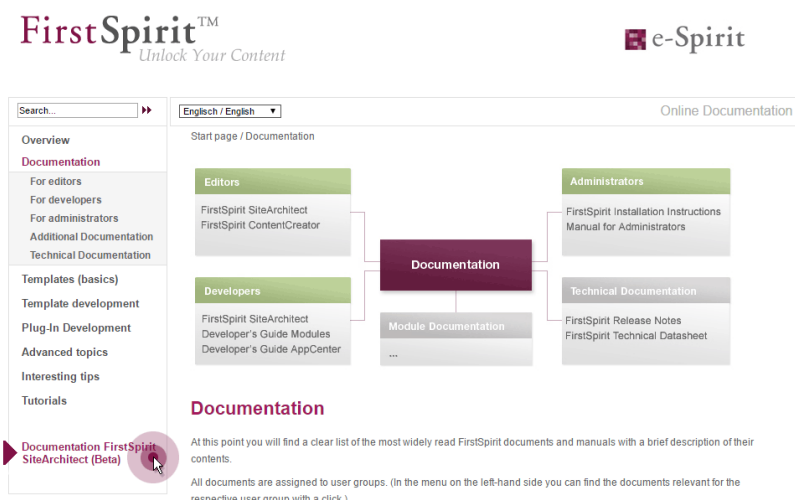 FirstSpirit™
Unlock Your Content
e-Spirit
Search...
Englisch / English
Online Documentation
Overview
Documentation
For editors
For developers
For administrators
Additional Documentation
Technical Documentation
Templates (basics)
Template development
Plug-In Development
Advanced topics
Interesting tips
Tutorials
Documentation FirstSpirit
SiteArchitect (Beta)
Start page / Documentation
Editors
FirstSpirit SiteArchitect
FirstSpirit ContentCreator
Administrators
FirstSpirit Installation Instructions
Manual for Administrators
Documentation
Developers
FirstSpirit SiteArchitect
Developer's Guide Modules
Developer's Guide AppCenter
Module Documentation
...
Technical Documentation
FirstSpirit Release Notes
FirstSpirit Technical Datasheet
Documentation
At this point you will find a clear list of the most widely read FirstSpirit documents and manuals with a brief description of their
contents.
All documents are assigned to user groups. (In the menu on the left-hand side you can find the documents relevant for the
respective user group with a click.)